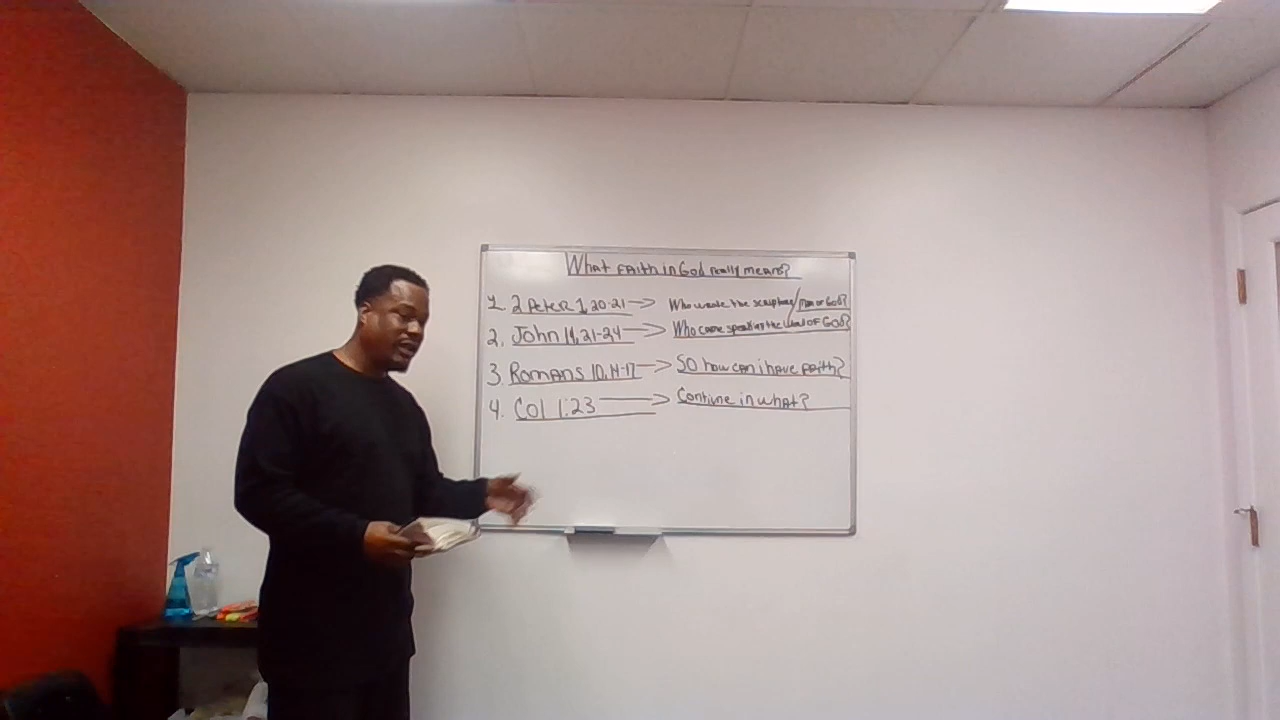 What Faith in God really means?
1. 2 Peter 1,20-21 → Who wrote the scripture/man or God?
2. John 14,21-24 → Who came speaking the word of God?
3. Romans 10,14-17 → So how can i have faith?
4. Col 1:23 → Contiune in what?